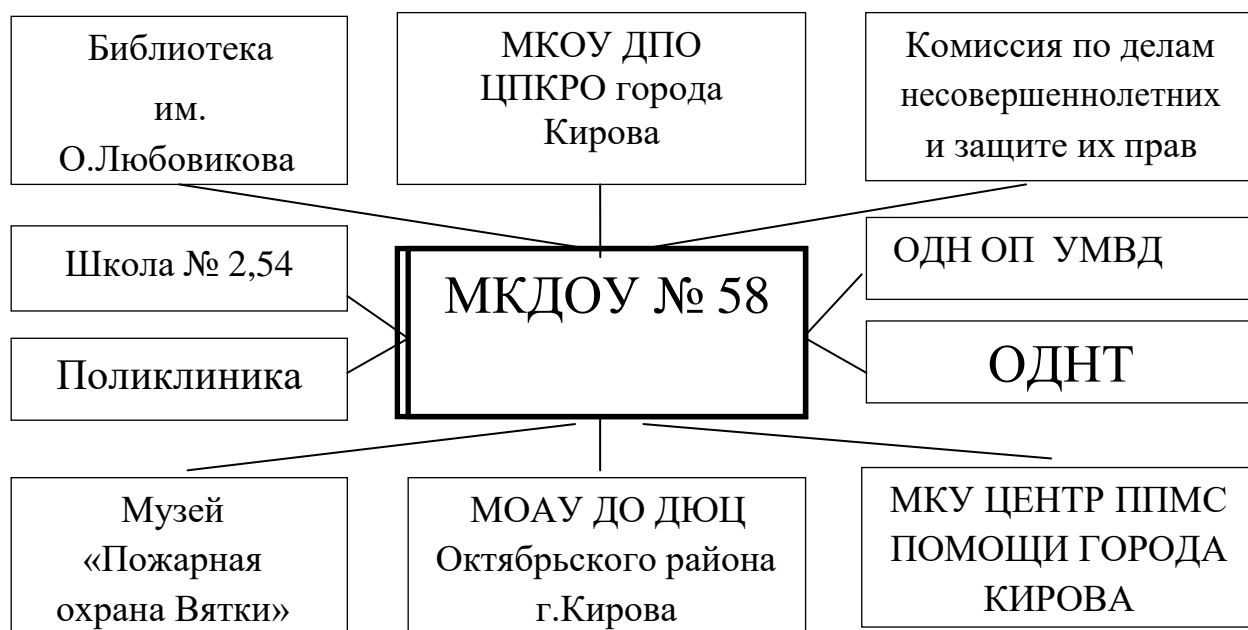 Библиотека
им.
О.Любовикова
МКОУ ДПО
ЦПКРО города
Кирова
Комиссия по делам
несовершеннолетних
и защите их прав
Школа № 2,54
МКДОУ № 58
ОДН ОП УМВД
Поликлиника
ОДНТ
Музей
«Пожарная
охрана Вятки»
МОАУ ДО ДЮЦ
Октябрьского района
г.Кирова
МКУ ЦЕНТР ППМС
ПОМОЩИ ГОРОДА
КИРОВА